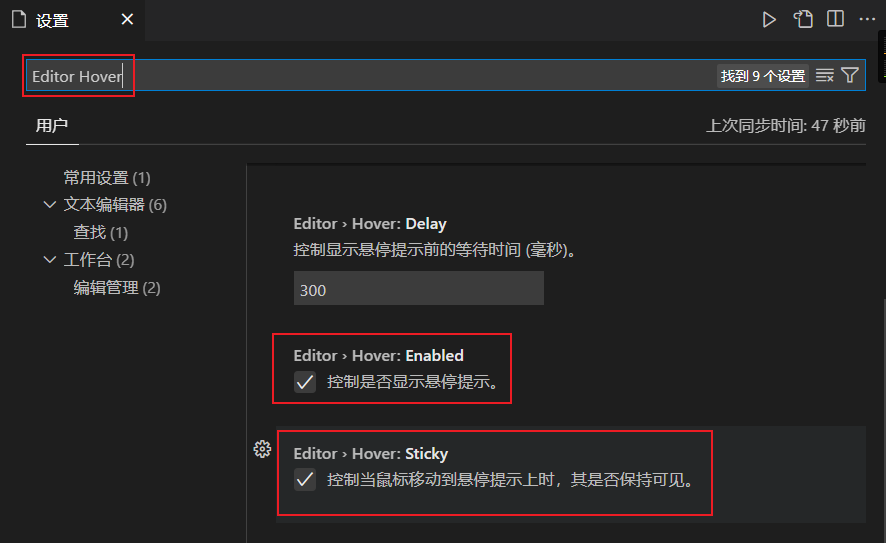 设置
Editor Hover
找到 9 个设置
用户
上次同步时间: 47 秒前
常用设置 (1)
文本编辑器 (6)
查找 (1)
工作台 (2)
编辑管理 (2)
Editor › Hover: Delay
控制显示悬停提示前的等待时间 (毫秒)。
300
Editor › Hover: Enabled
控制是否显示悬停提示。
Editor › Hover: Sticky
控制当鼠标移动到悬停提示上时，其是否保持可见。